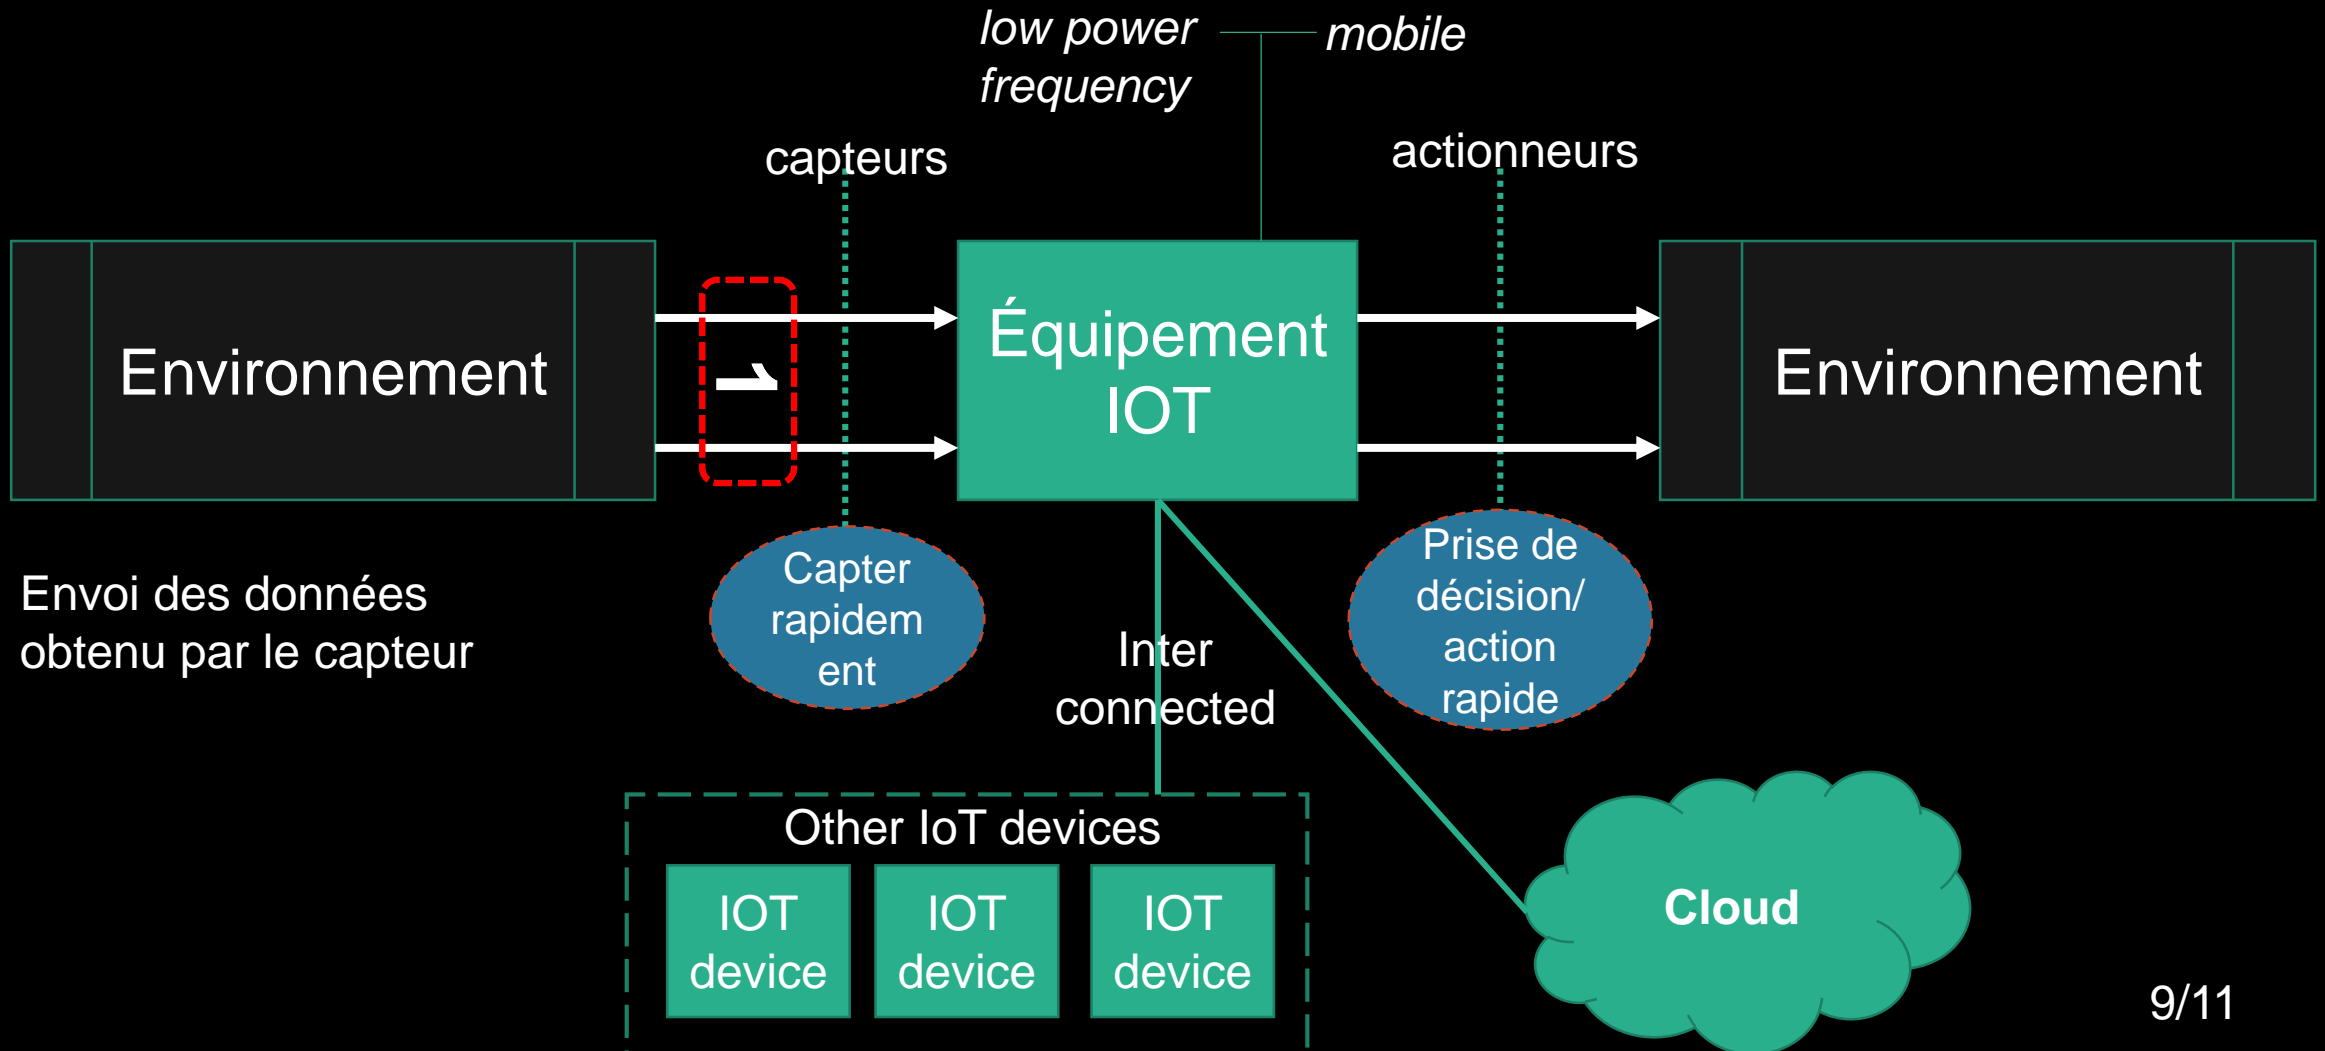 low power
frequency
mobile
capteurs
actionneurs
Environnement
1
Équipement
IOT
Environnement
Envoi des données
obtenu par le capteur
Capter
rapidem
ent
Inter
connected
Prise de
décision/
action
rapide
Other IoT devices
IOT
device
IOT
device
IOT
device
Cloud
9/11